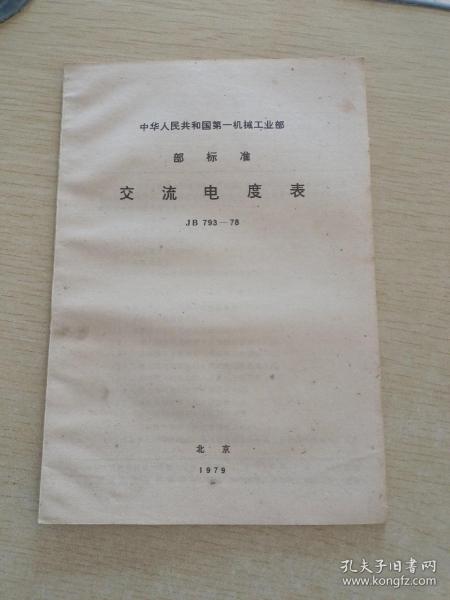 中华人民共和国第一机械工业部
部标准
交流电度表
JB 793—78
北京
1979
孔夫子旧书网
www.kongfz.com